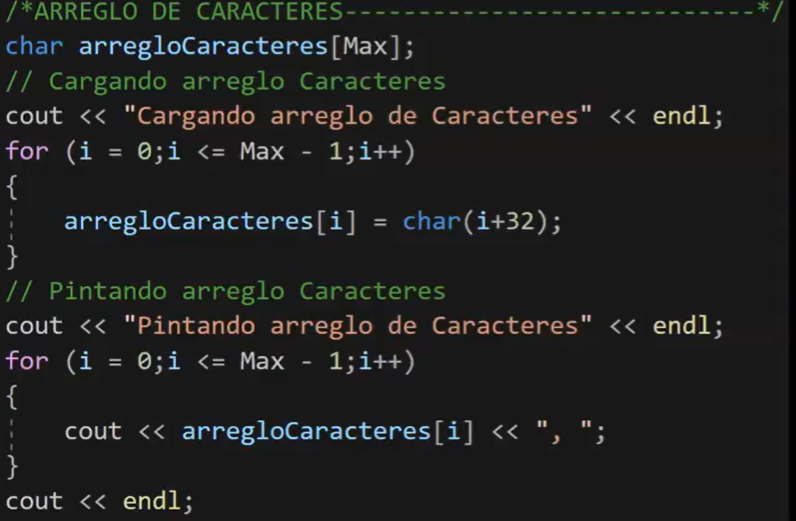 /*ARREGLO DE CARACTERES----------------------------*/
char arregloCaracteres[Max];
// Cargando arreglo Caracteres
cout << "Cargando arreglo de Caracteres" << endl;
for (i = 0;i <= Max - 1;i++)
{
    arregloCaracteres[i] = char(i+32);
}
// Pintando arreglo Caracteres
cout << "Pintando arreglo de Caracteres" << endl;
for (i = 0;i <= Max - 1;i++)
{
    cout << arregloCaracteres[i] << ", ";
}
cout << endl;